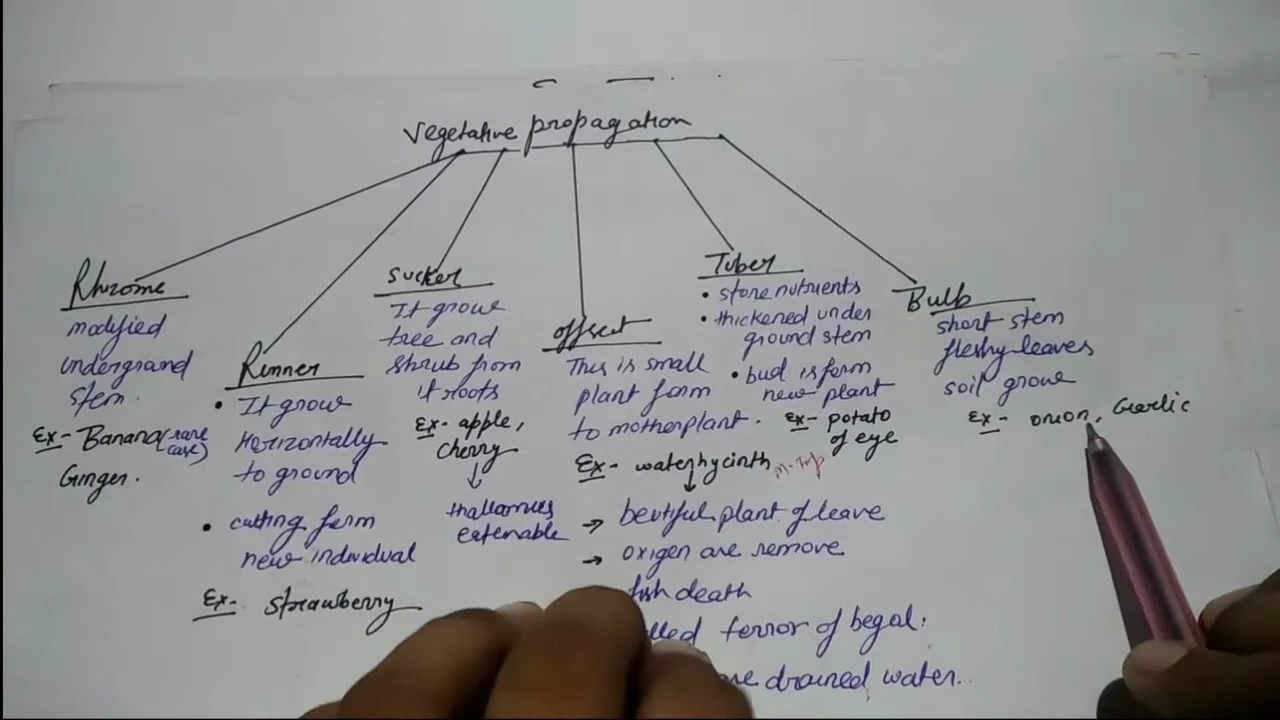 Vegetative propagation
Rhizome
modified
underground
stem.
Ex- Banana (rare case)
Ginger.
Runner
• It grow
Horizontally
to ground
• cutting form
new individual
Ex- strawberry
sucker
It grow
tree and
shrub from
it roots
Ex- apple,
cherry
thallamus
eatenable
offset
This is small
plant form
to motherplant.
Ex- waterhycinth M. Imp
→ beutiful plant of leave
→ oxigen are remove
fish death
terror of begal.
drained water.
Tuber
• store nutrients
• thickened under
ground stem
• bud is form
new plant
Ex- potato
of eye
Bulb
short stem
fleshy leaves
soil grow
Ex- onion, Garlic